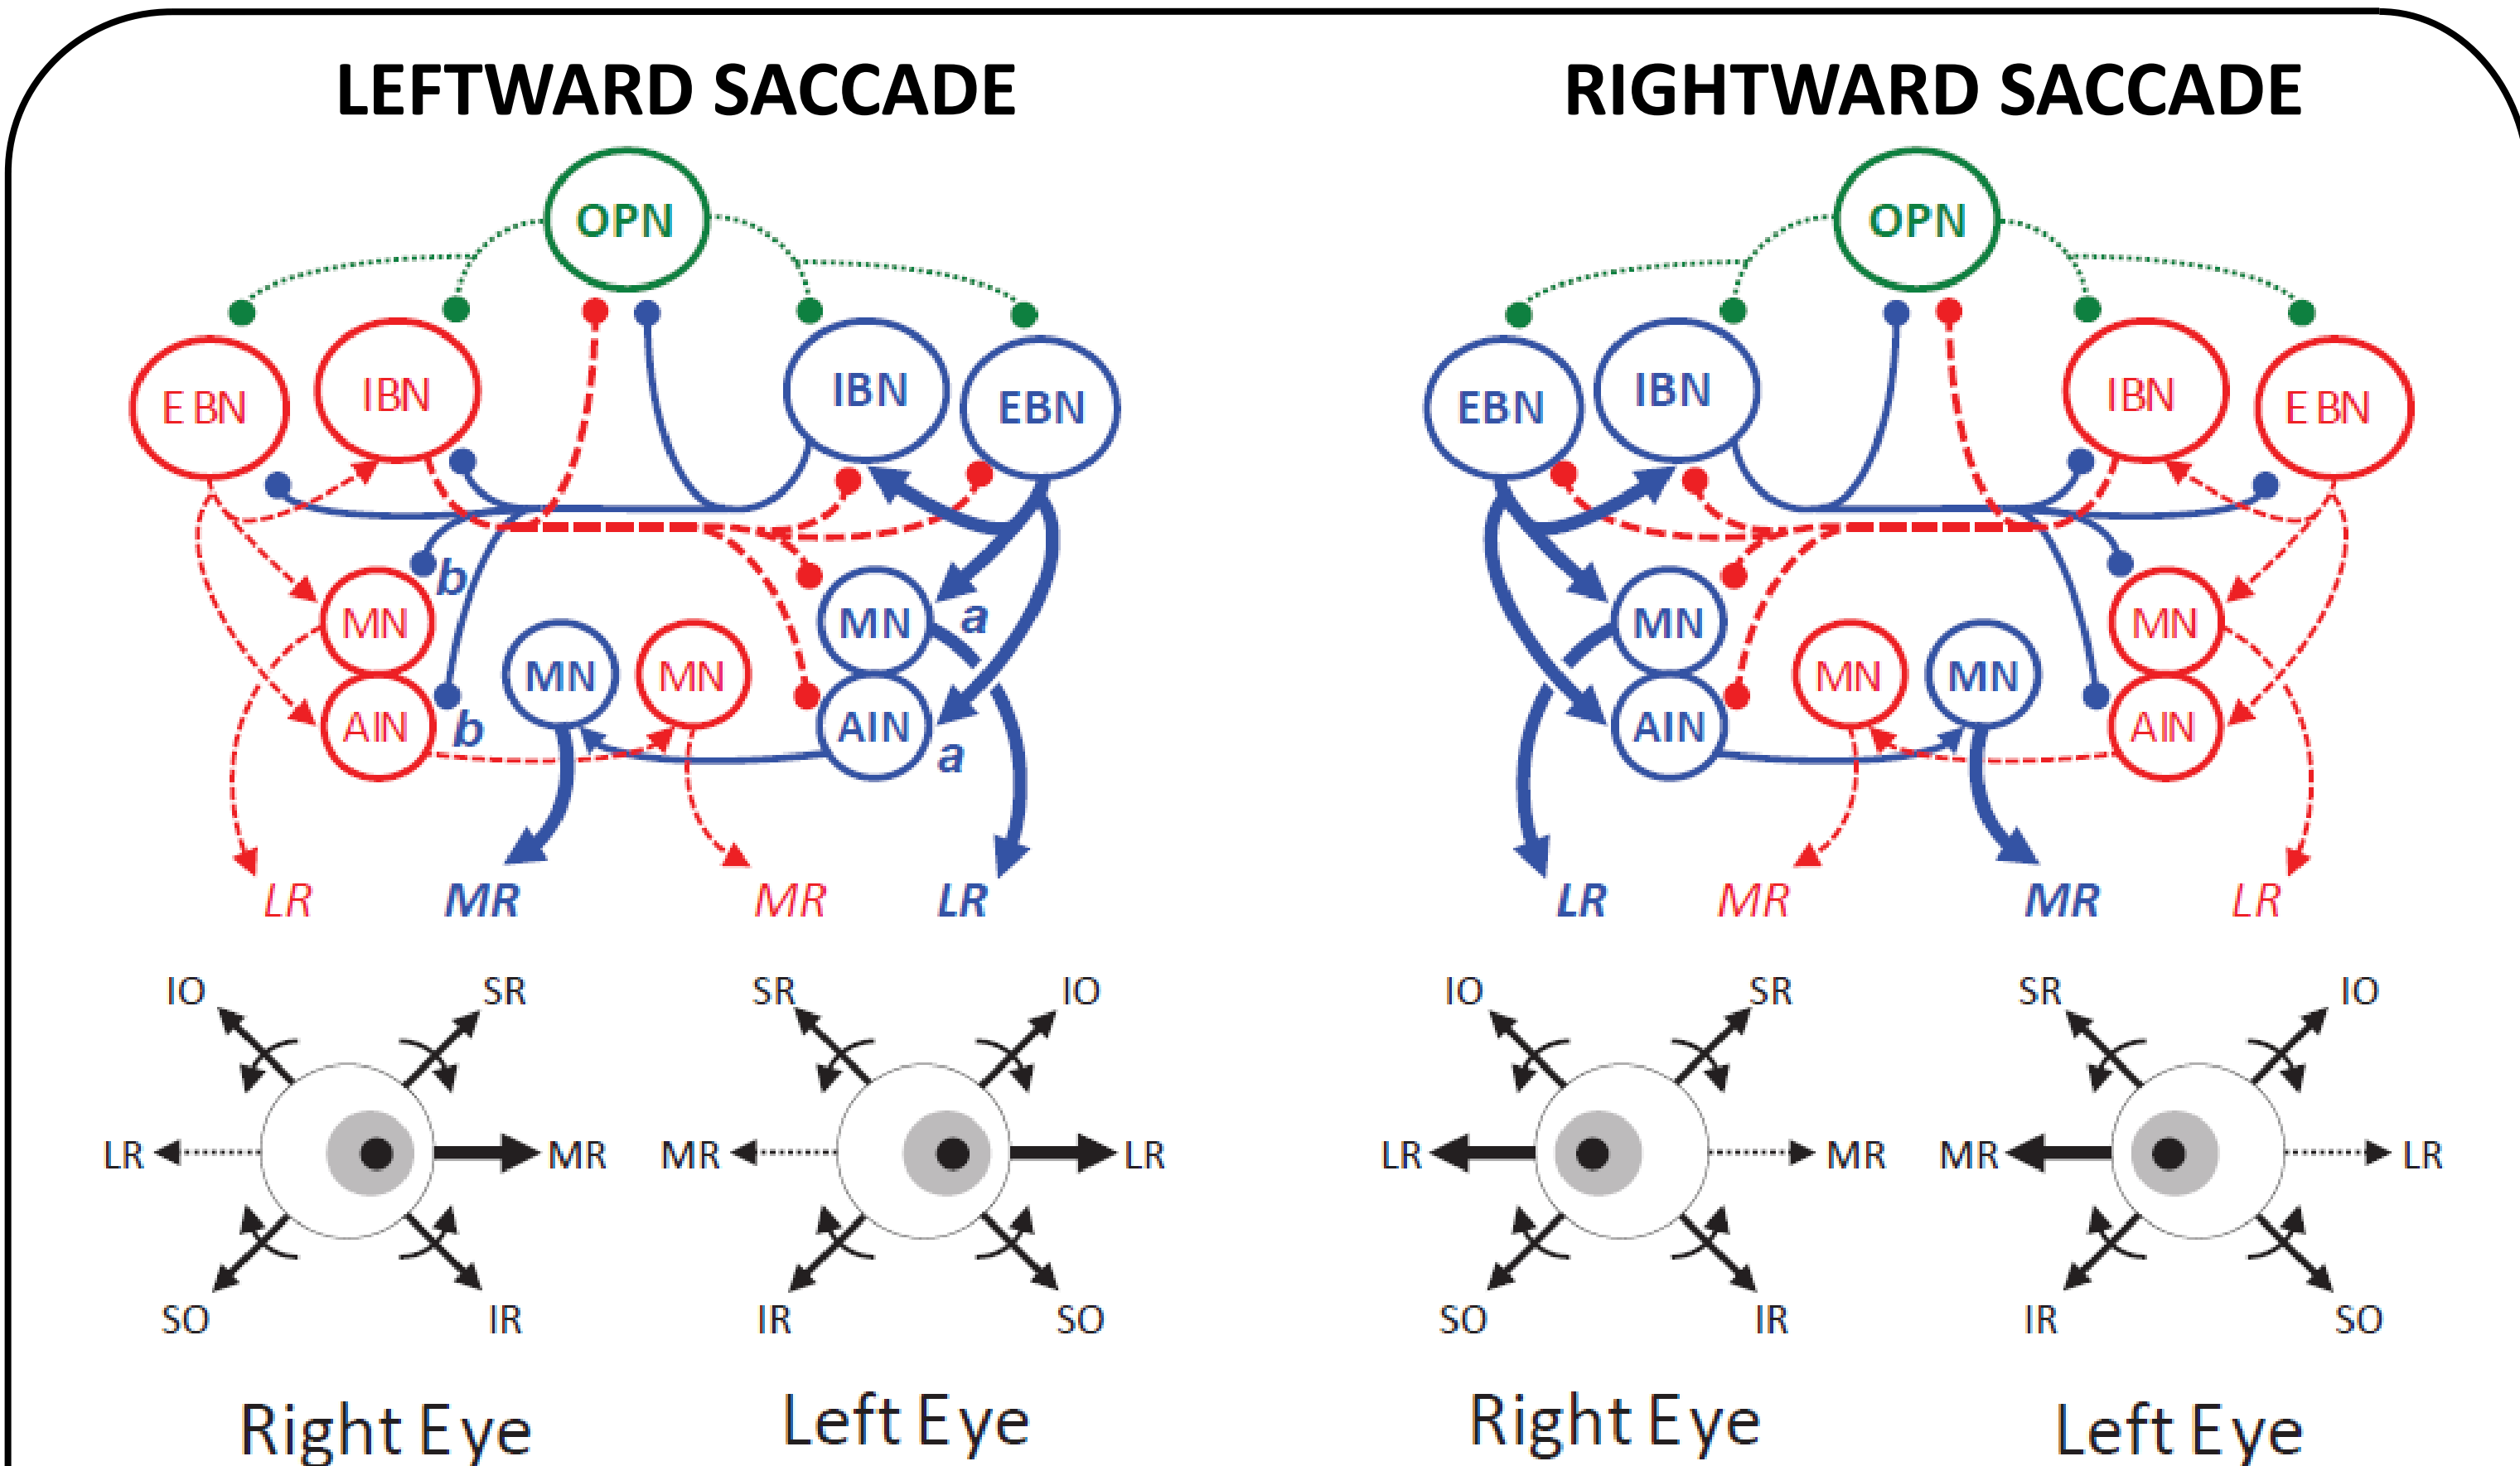 LEFTWARD SACCADE
RIGHTWARD SACCADE
OPN
OPN
EBN IBN IBN EBN
EBN IBN IBN EBN
b a
MN MN MN MN
MN MN MN MN
AIN b AIN a
AIN AIN
LR MR MR LR
LR MR MR LR
IO SR SR IO
IO SR SR IO
LR MR MR LR
LR MR MR LR
SO IR IR SO
SO IR IR SO
Right Eye Left Eye
Right Eye Left Eye